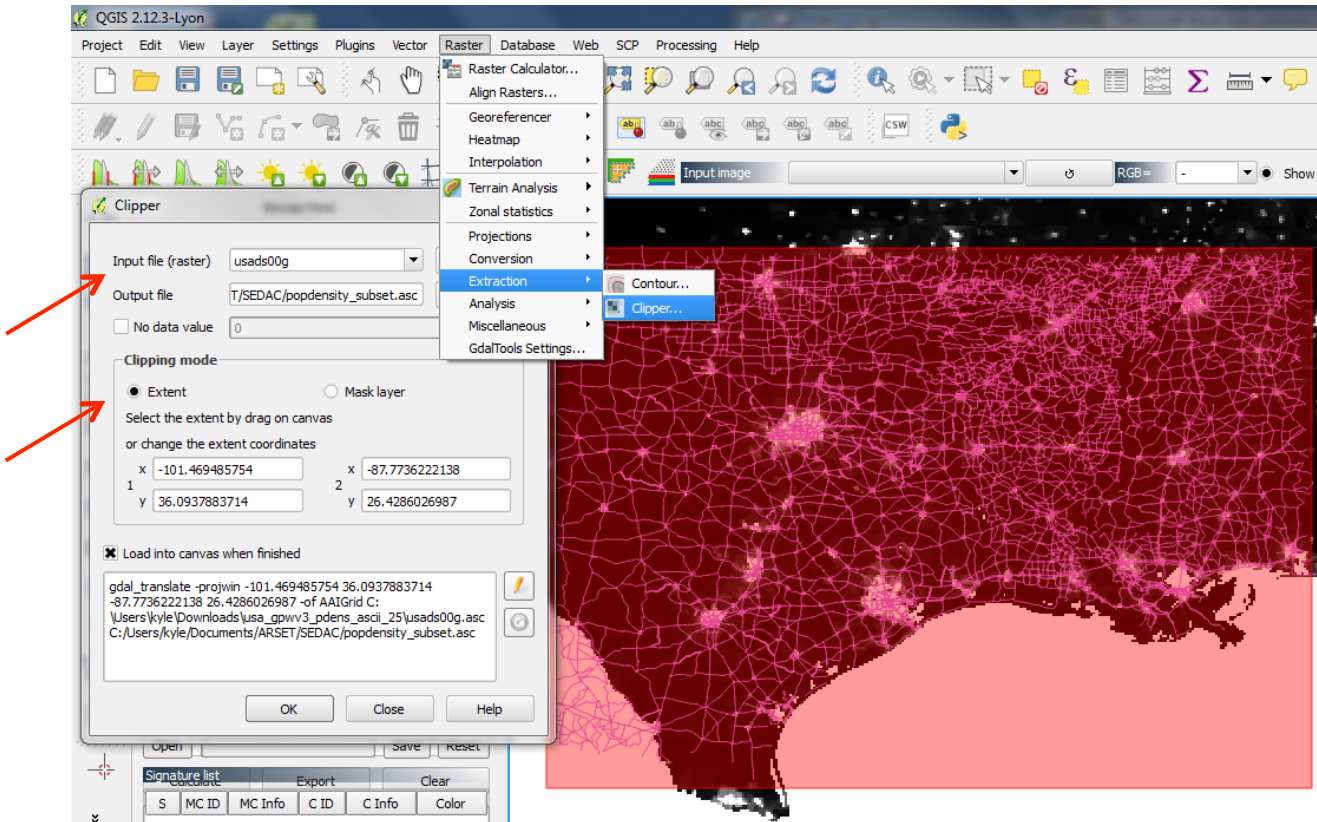 QGIS 2.12.3-Lyon
Project Edit View Layer Settings Plugins Vector Raster Database Web SCP Processing Help
Raster Calculator...
Align Rasters...
Georeferencer
Heatmap
Interpolation
Terrain Analysis
Zonal statistics
Projections
Conversion
Extraction
Analysis
Miscellaneous
GdalTools Settings...
Contour...
Clipper...
ab abc abc abc abc CSW
Input image RGB= - Show
Clipper
Input file (raster) usads00g
Output file T/SEDAC/popdensity_subset.asc
No data value 0
Clipping mode
Extent Mask layer
Select the extent by drag on canvas
or change the extent coordinates
x -101.469485754 x -87.7736222138
1 2
y 36.0937883714 y 26.4286026987
Load into canvas when finished
gdal_translate -projwin -101.469485754 36.0937883714
-87.7736222138 26.4286026987 -of AAIGrid C:
\Users\kyle\Downloads\usa_gpwv3_pdens_ascii_25\usads00g.asc
C:/Users/kyle/Documents/ARSET/SEDAC/popdensity_subset.asc
OK Close Help
Open Save Reset
Signature list
Calculate Export Clear
S MC ID MC Info C ID C Info Color